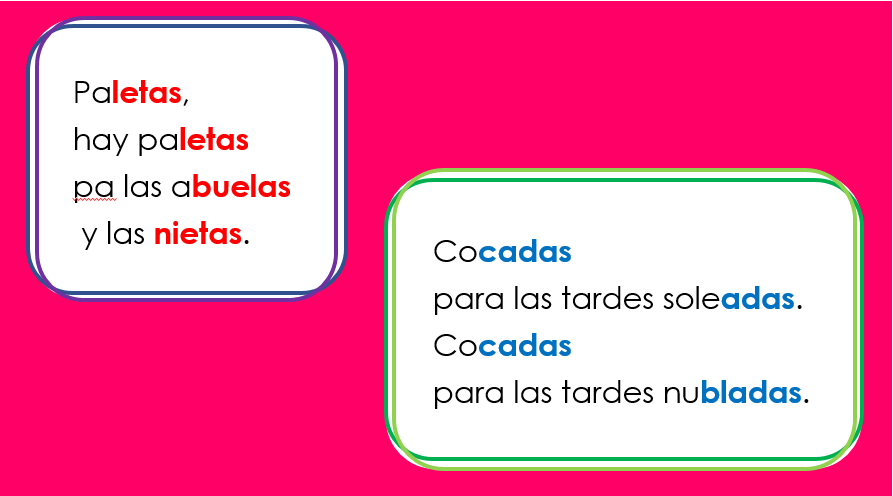 Paletas,
hay paletas
pa las abuelas
y las nietas.
Cocadas
para las tardes soleadas.
Cocadas
para las tardes nubladas.